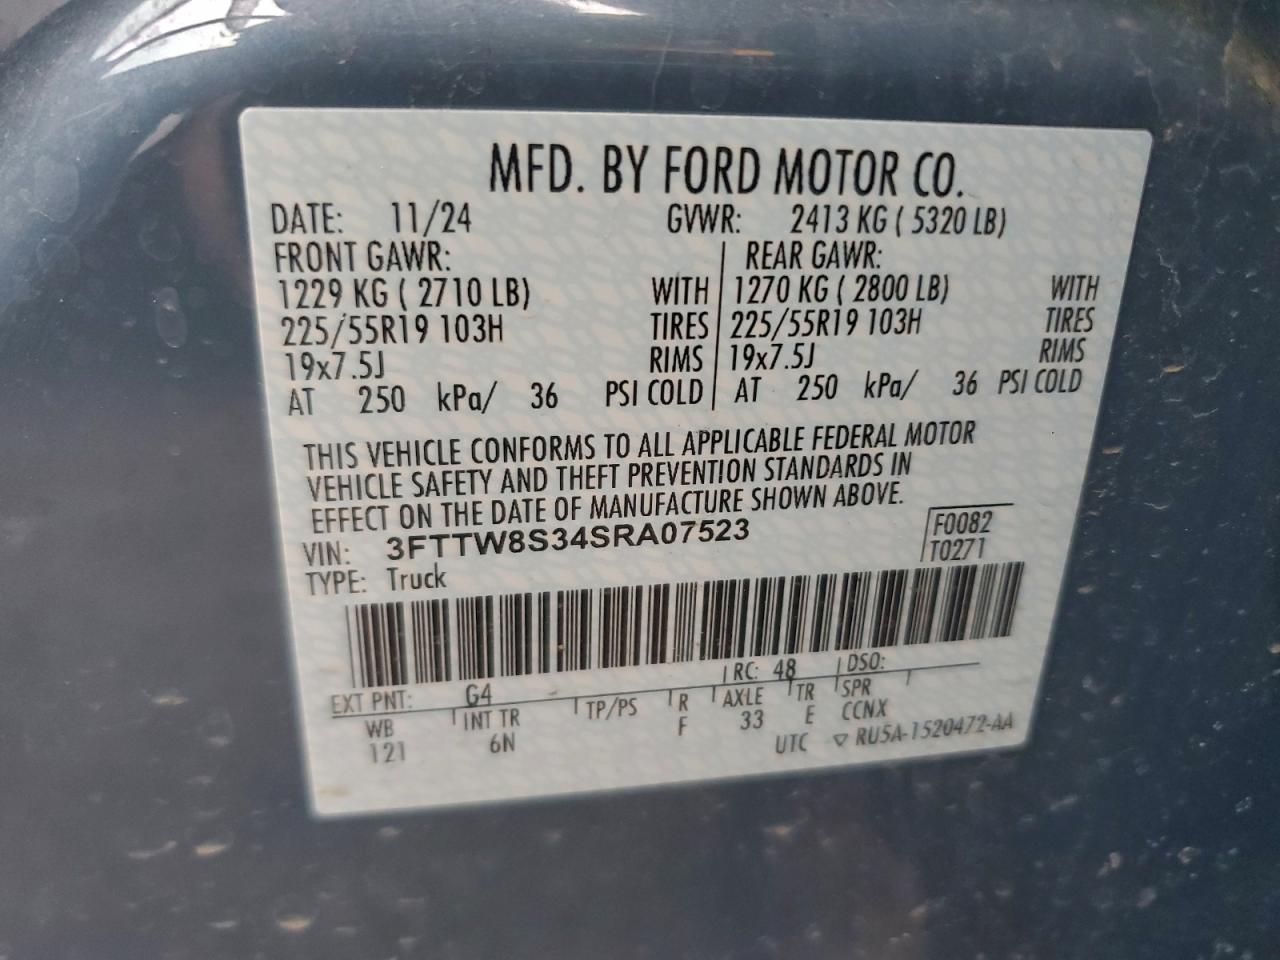 MFD. BY FORD MOTOR CO.
DATE: 11/24 GVWR: 2413 KG ( 5320 LB)
FRONT GAWR: REAR GAWR:
1229 KG ( 2710 LB) WITH 1270 KG ( 2800 LB) WITH
225/55R19 103H TIRES 225/55R19 103H TIRES
19x7.5J RIMS 19x7.5J RIMS
AT 250 kPa/ 36 PSI COLD AT 250 kPa/ 36 PSI COLD
THIS VEHICLE CONFORMS TO ALL APPLICABLE FEDERAL MOTOR
VEHICLE SAFETY AND THEFT PREVENTION STANDARDS IN
EFFECT ON THE DATE OF MANUFACTURE SHOWN ABOVE.
VIN: 3FTTW8S34SRA07523 F0082
TYPE: Truck T0271
EXT PNT: G4 RC: 48 DSO:
WB INT TR TP/PS R AXLE TR SPR
121 6N F 33 E CCNX
UTC ▽ RU5A-1520472-AA